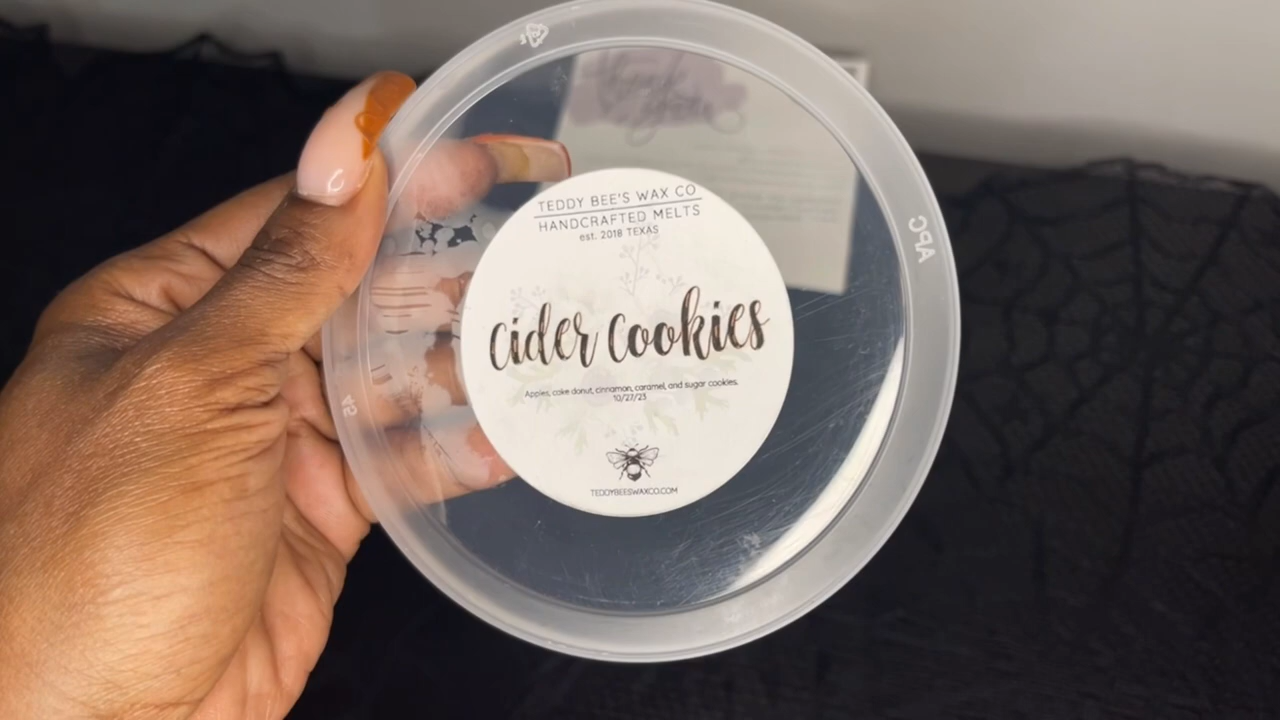 TEDDY BEE'S WAX CO
HANDCRAFTED MELTS
est. 2018 TEXAS
cider cookies
Apples, cake donut, cinnamon, caramel, and sugar cookies.
10/27/23
TEDDYBEESWAXCO.COM
APC